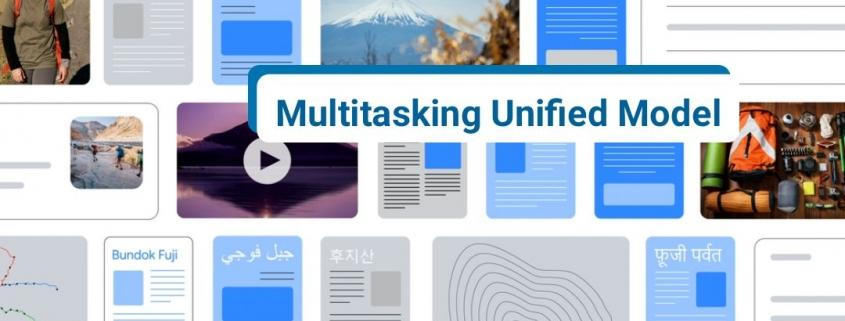 Multitasking Unified Model
Bundok Fuji
جبل فوجي
후지산
फ़ूजी पर्वत